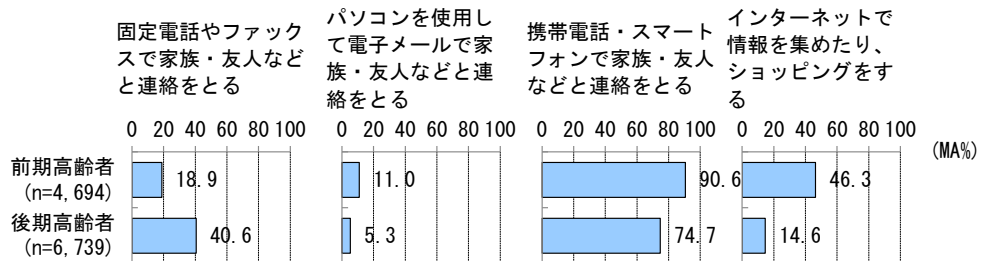 固定電話やファック
スで家族・友人など
と連絡をとる
パソコンを使用し
て電子メールで家
族・友人などと連
絡をとる
携帯電話・スマート
フォンで家族・友人
などと連絡をとる
インターネットで
情報を集めたり、
ショッピングをす
る
0 20 40 60 80 100
0 20 40 60 80 100
0 20 40 60 80 100
0 20 40 60 80 100
(MA%)
前期高齢者
(n=4,694)
18.9
11.0
90.6
46.3
後期高齢者
(n=6,739)
40.6
5.3
74.7
14.6